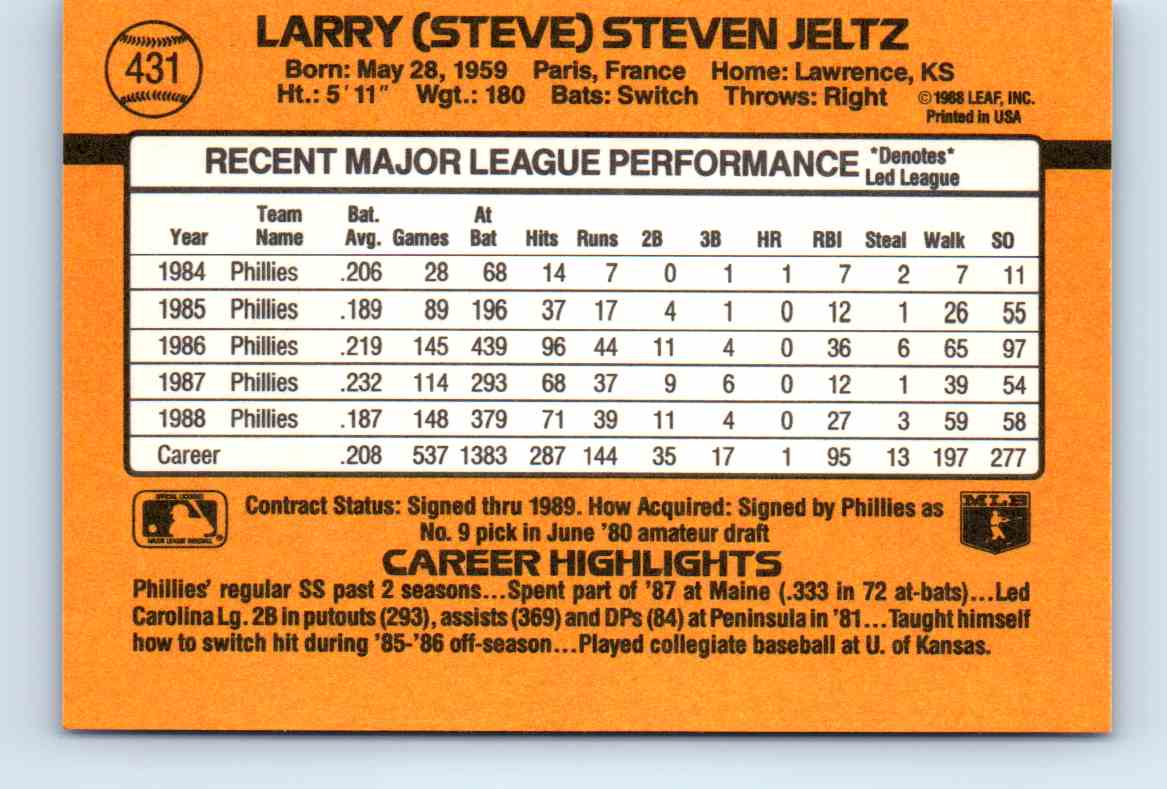 431
LARRY (STEVE) STEVEN JELTZ
Born: May 28, 1959 Paris, France Home: Lawrence, KS
Ht.: 5'11" Wgt.: 180 Bats: Switch Throws: Right ©1988 LEAF, INC.
Printed in USA
RECENT MAJOR LEAGUE PERFORMANCE *Denotes*
Led League
Year Team Name Bat. Avg. Games At Bat Hits Runs 2B 3B HR RBI Steal Walk SO
1984 Phillies .206 28 68 14 7 0 1 1 7 2 7 11
1985 Phillies .189 89 196 37 17 4 1 0 12 1 26 55
1986 Phillies .219 145 439 96 44 11 4 0 36 6 65 97
1987 Phillies .232 114 293 68 37 9 6 0 12 1 39 54
1988 Phillies .187 148 379 71 39 11 4 0 27 3 59 58
Career .208 537 1383 287 144 35 17 1 95 13 197 277
OFFICIAL LICENSEE
MAJOR LEAGUE BASEBALL
MLB
Contract Status: Signed thru 1989. How Acquired: Signed by Phillies as
No. 9 pick in June '80 amateur draft
CAREER HIGHLIGHTS
Phillies' regular SS past 2 seasons...Spent part of '87 at Maine (.333 in 72 at-bats)...Led
Carolina Lg. 2B in putouts (293), assists (369) and DPs (84) at Peninsula in '81...Taught himself
how to switch hit during '85-'86 off-season...Played collegiate baseball at U. of Kansas.